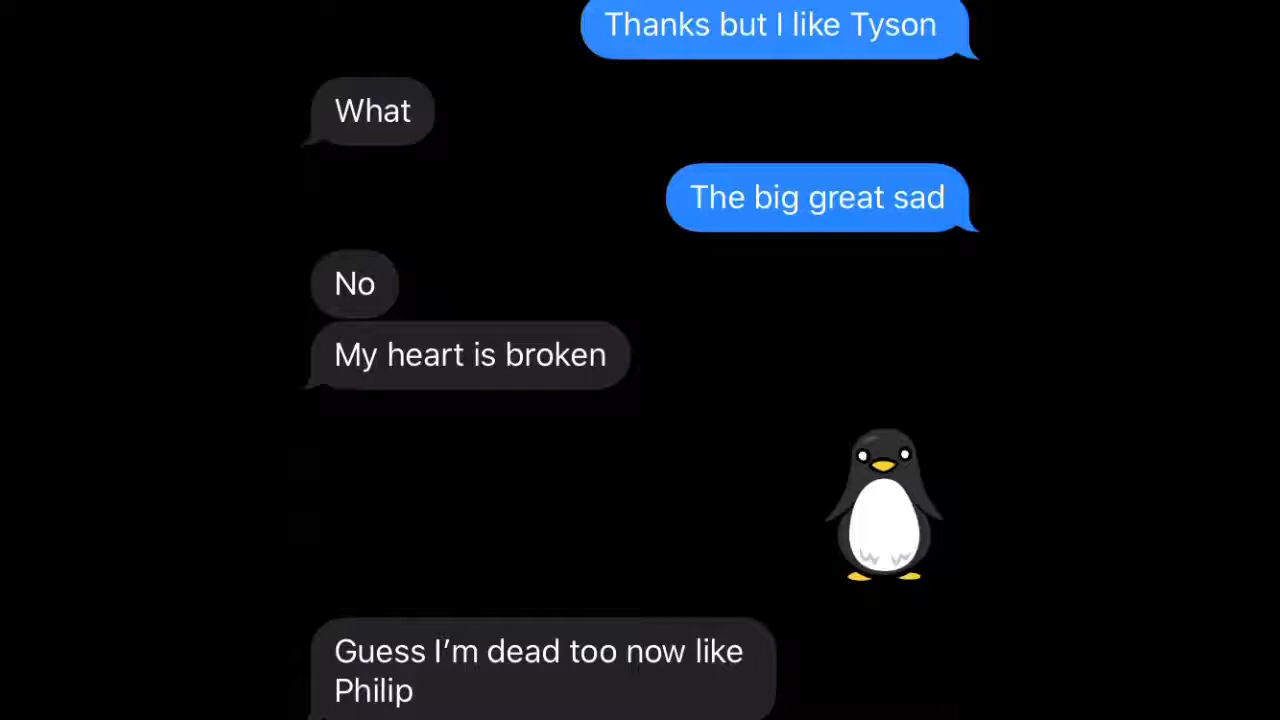 Thanks but I like Tyson
What
The big great sad
No
My heart is broken
Guess I’m dead too now like
Philip